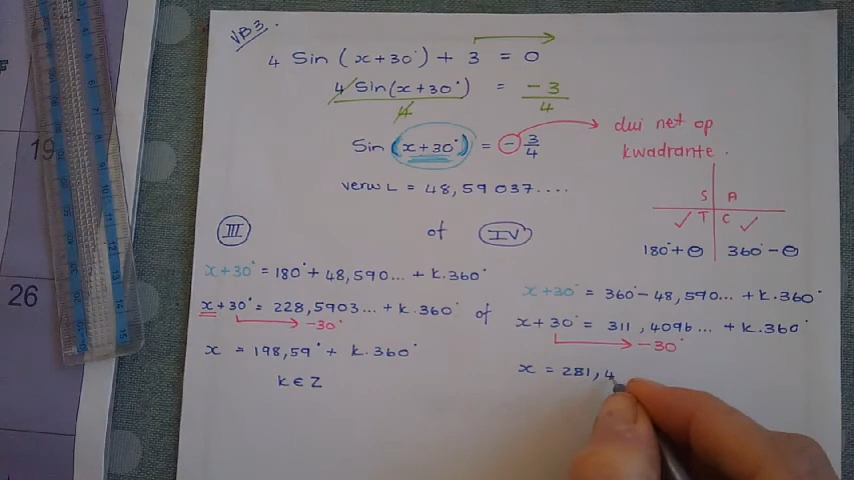 VB3
4 Sin (x+30°) + 3 = 0
4 Sin(x+30°) / 4 = -3 / 4
Sin (x+30°) = - 3/4
dui net op
kwadrante.
verw L = 48,59037....
S A
T C
180°+θ 360°-θ
III of IV
x+30° = 180° + 48,590... + k.360°
x+30° = 228,5903... + k.360°
-30°
x = 198,59° + k.360°
k ∈ Z
of
x+30° = 360° - 48,590... + k.360°
x+30° = 311,4096... + k.360°
-30°
x = 281,4
19
26